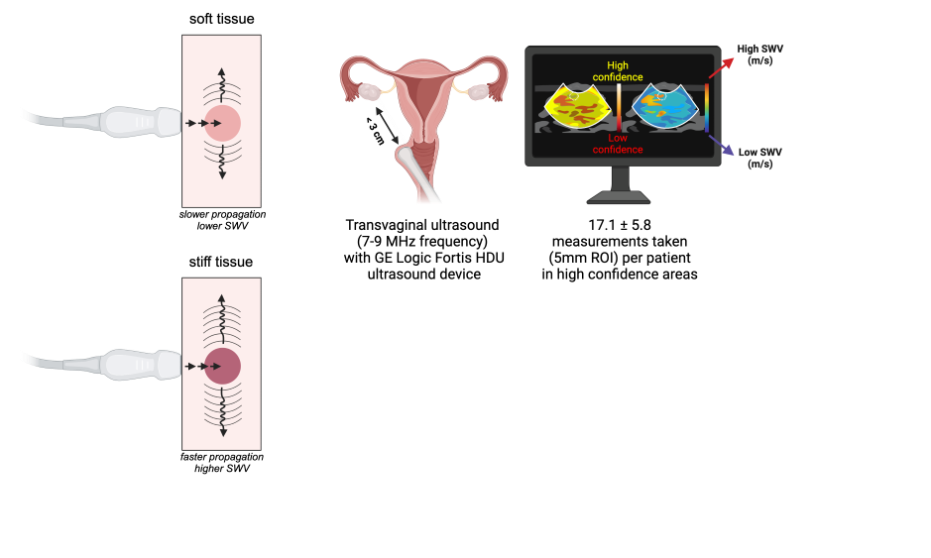 soft tissue
slower propagation
lower SWV
stiff tissue
faster propagation
higher SWV
< 3 cm
Transvaginal ultrasound
(7-9 MHz frequency)
with GE Logic Fortis HDU
ultrasound device
High
confidence
Low
confidence
High SWV
(m/s)
Low SWV
(m/s)
17.1 ± 5.8
measurements taken
(5mm ROI) per patient
in high confidence areas